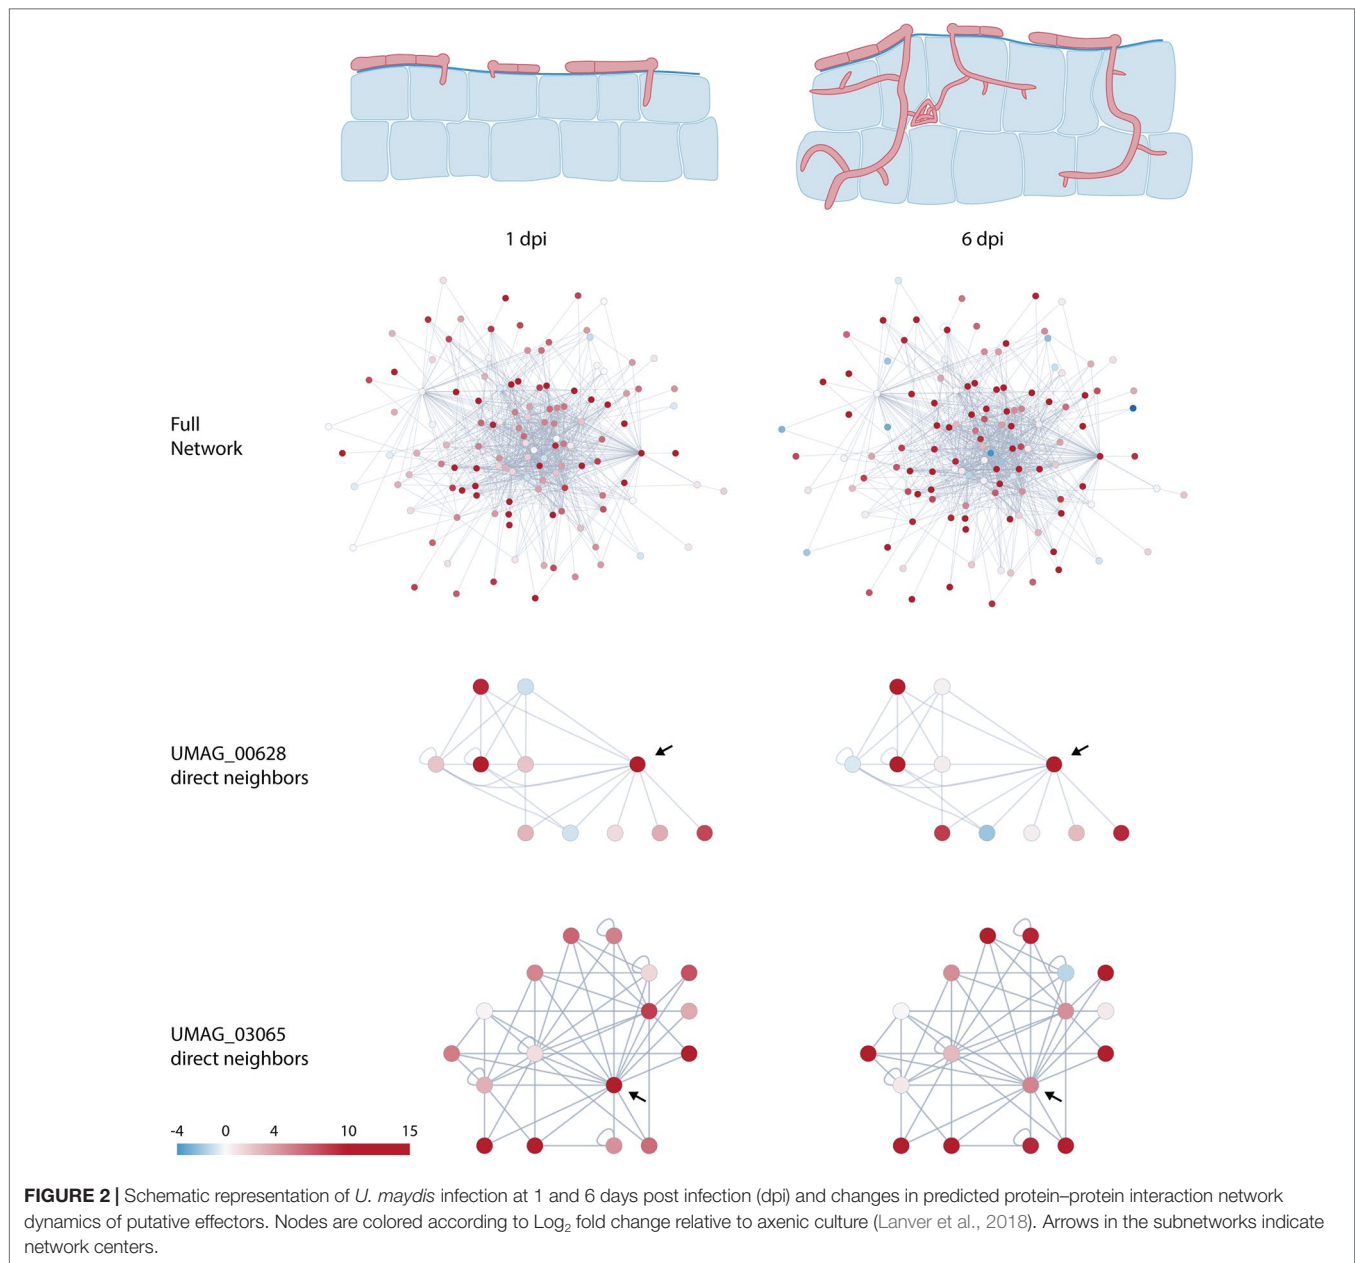 1 dpi
6 dpi
Full
Network
UMAG_00628
direct neighbors
UMAG_03065
direct neighbors
-4 0 4 10 15
FIGURE 2 | Schematic representation of U. maydis infection at 1 and 6 days post infection (dpi) and changes in predicted protein–protein interaction network
dynamics of putative effectors. Nodes are colored according to Log2 fold change relative to axenic culture (Lanver et al., 2018). Arrows in the subnetworks indicate
network centers.